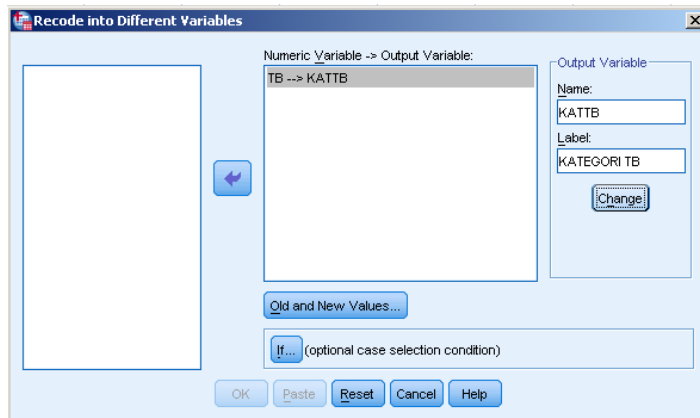 Recode into Different Variables
Numeric Variable -> Output Variable:
TB --> KATTB
Output Variable
Name:
KATTB
Label:
KATEGORI TB
Change
Old and New Values...
If... (optional case selection condition)
OK Paste Reset Cancel Help